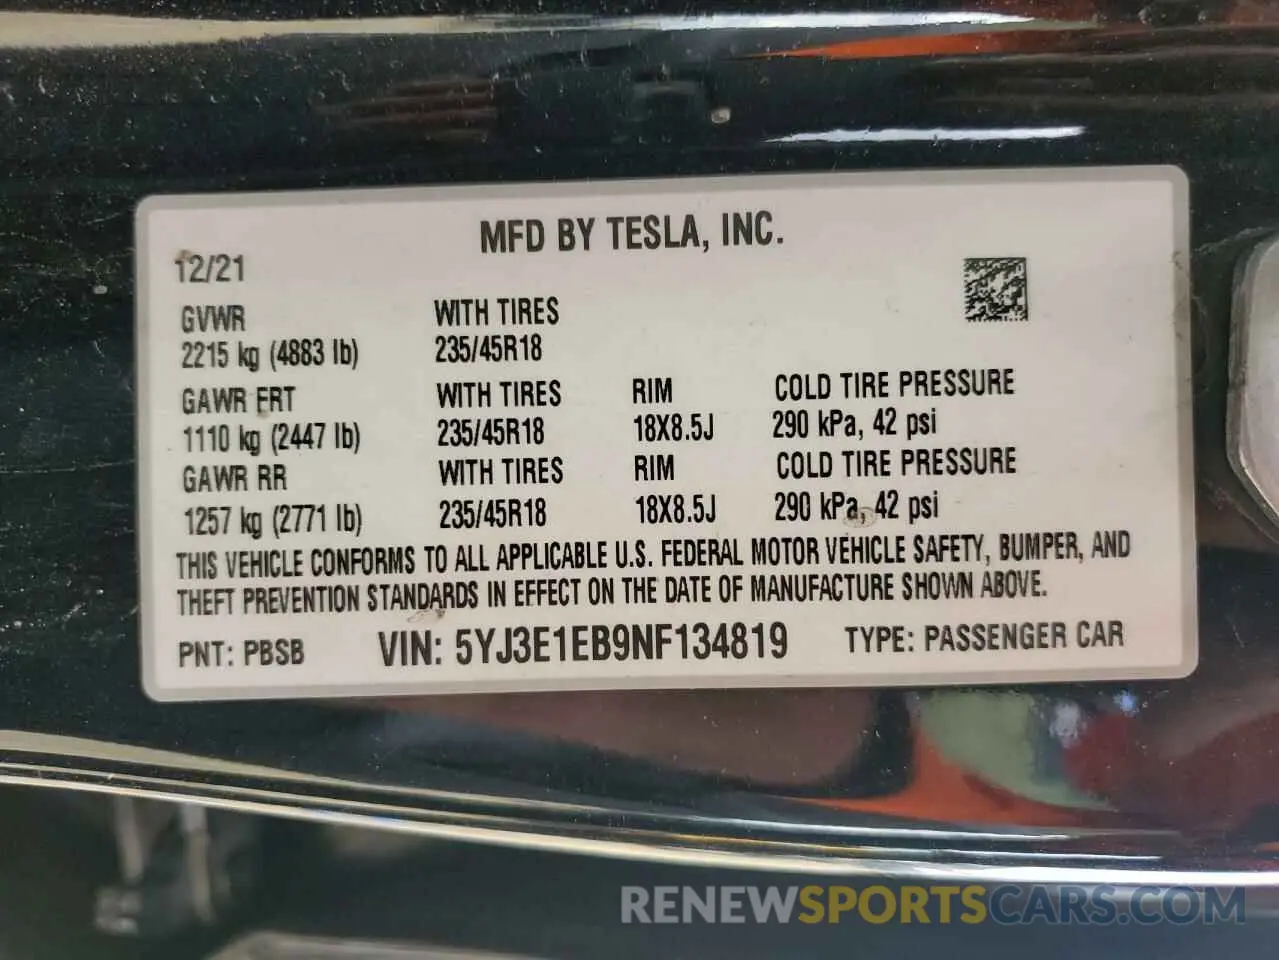 MFD BY TESLA, INC.
12/21
GVWR WITH TIRES
2215 kg (4883 lb) 235/45R18
GAWR FRT WITH TIRES RIM COLD TIRE PRESSURE
1110 kg (2447 lb) 235/45R18 18X8.5J 290 kPa, 42 psi
GAWR RR WITH TIRES RIM COLD TIRE PRESSURE
1257 kg (2771 lb) 235/45R18 18X8.5J 290 kPa, 42 psi
THIS VEHICLE CONFORMS TO ALL APPLICABLE U.S. FEDERAL MOTOR VEHICLE SAFETY, BUMPER, AND
THEFT PREVENTION STANDARDS IN EFFECT ON THE DATE OF MANUFACTURE SHOWN ABOVE.
PNT: PBSB VIN: 5YJ3E1EB9NF134819 TYPE: PASSENGER CAR
RENEWSPORTSCARS.COM